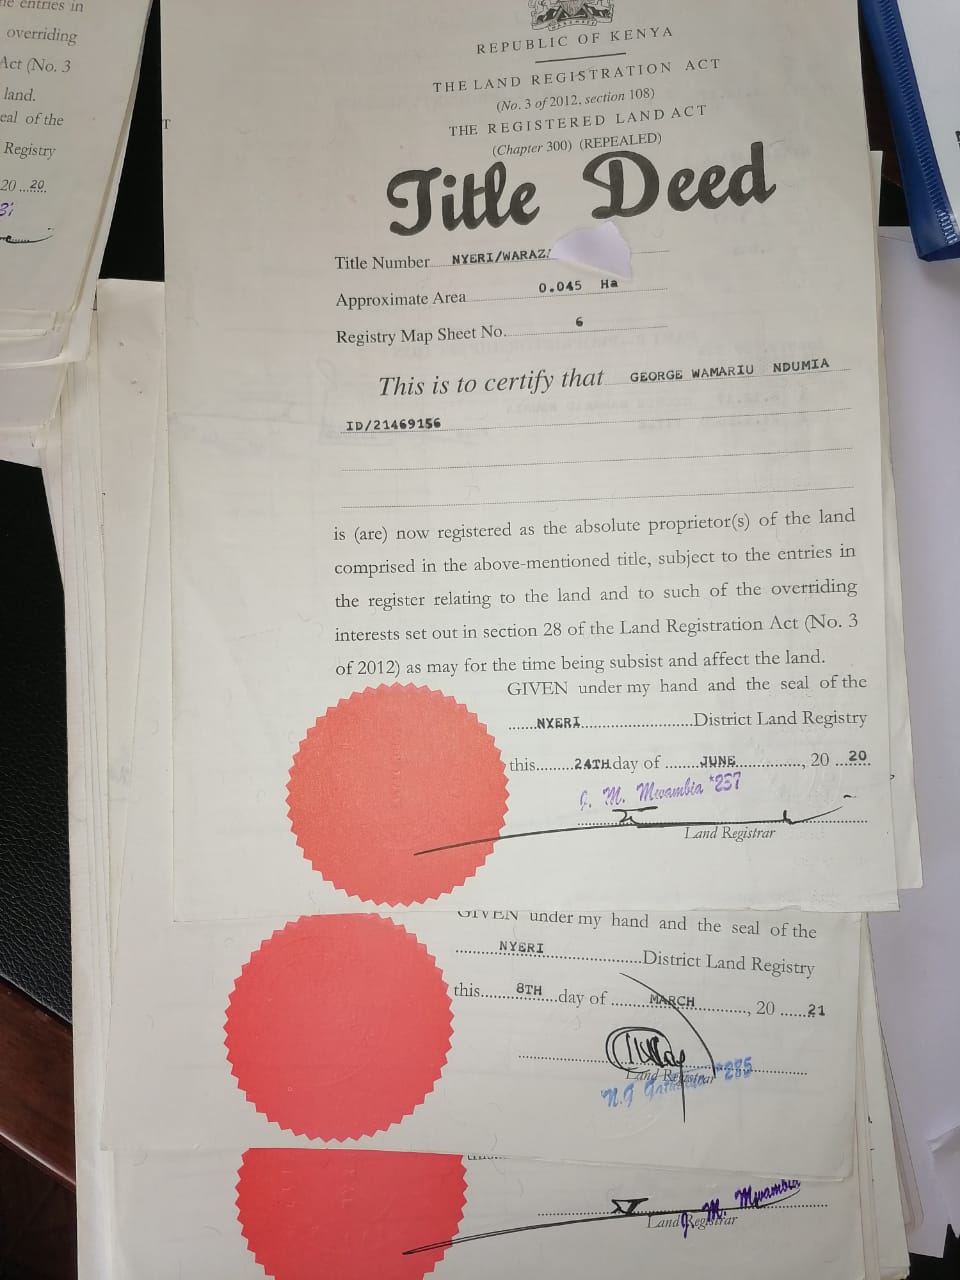 he entries in
overriding
Act (No. 3
land.
eal of the
Registry
20 ...20.
REPUBLIC OF KENYA
THE LAND REGISTRATION ACT
(No. 3 of 2012, section 108)
THE REGISTERED LAND ACT
(Chapter 300) (REPEALED)
Title Deed
Title Number NYERI/WARAZ
Approximate Area 0.045 Ha
Registry Map Sheet No. 6
This is to certify that GEORGE WAMARIU NDUMIA
ID/21469156
is (are) now registered as the absolute proprietor(s) of the land
comprised in the above-mentioned title, subject to the entries in
the register relating to the land and to such of the overriding
interests set out in section 28 of the Land Registration Act (No. 3
of 2012) as may for the time being subsist and affect the land.
GIVEN under my hand and the seal of the
NYERI District Land Registry
this 24TH day of JUNE, 20 20.
J. M. Mwambia *237
Land Registrar
GIVEN under my hand and the seal of the
NYERI District Land Registry
this 8TH day of MARCH, 20 21
Land Registrar *285
N.G
Land Registrar
J. M. Mwambia